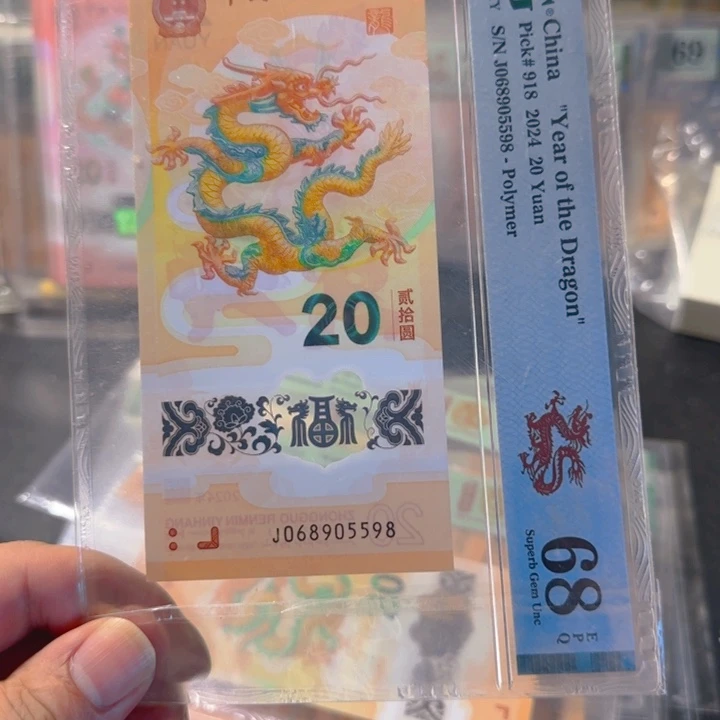 20
贰拾圆
福
J068905598
China "Year of the Dragon"
Pick# 918 2024 20 Yuan
S/N J068905598 - Polymer
68
EPQ
Superb Gem Unc
69